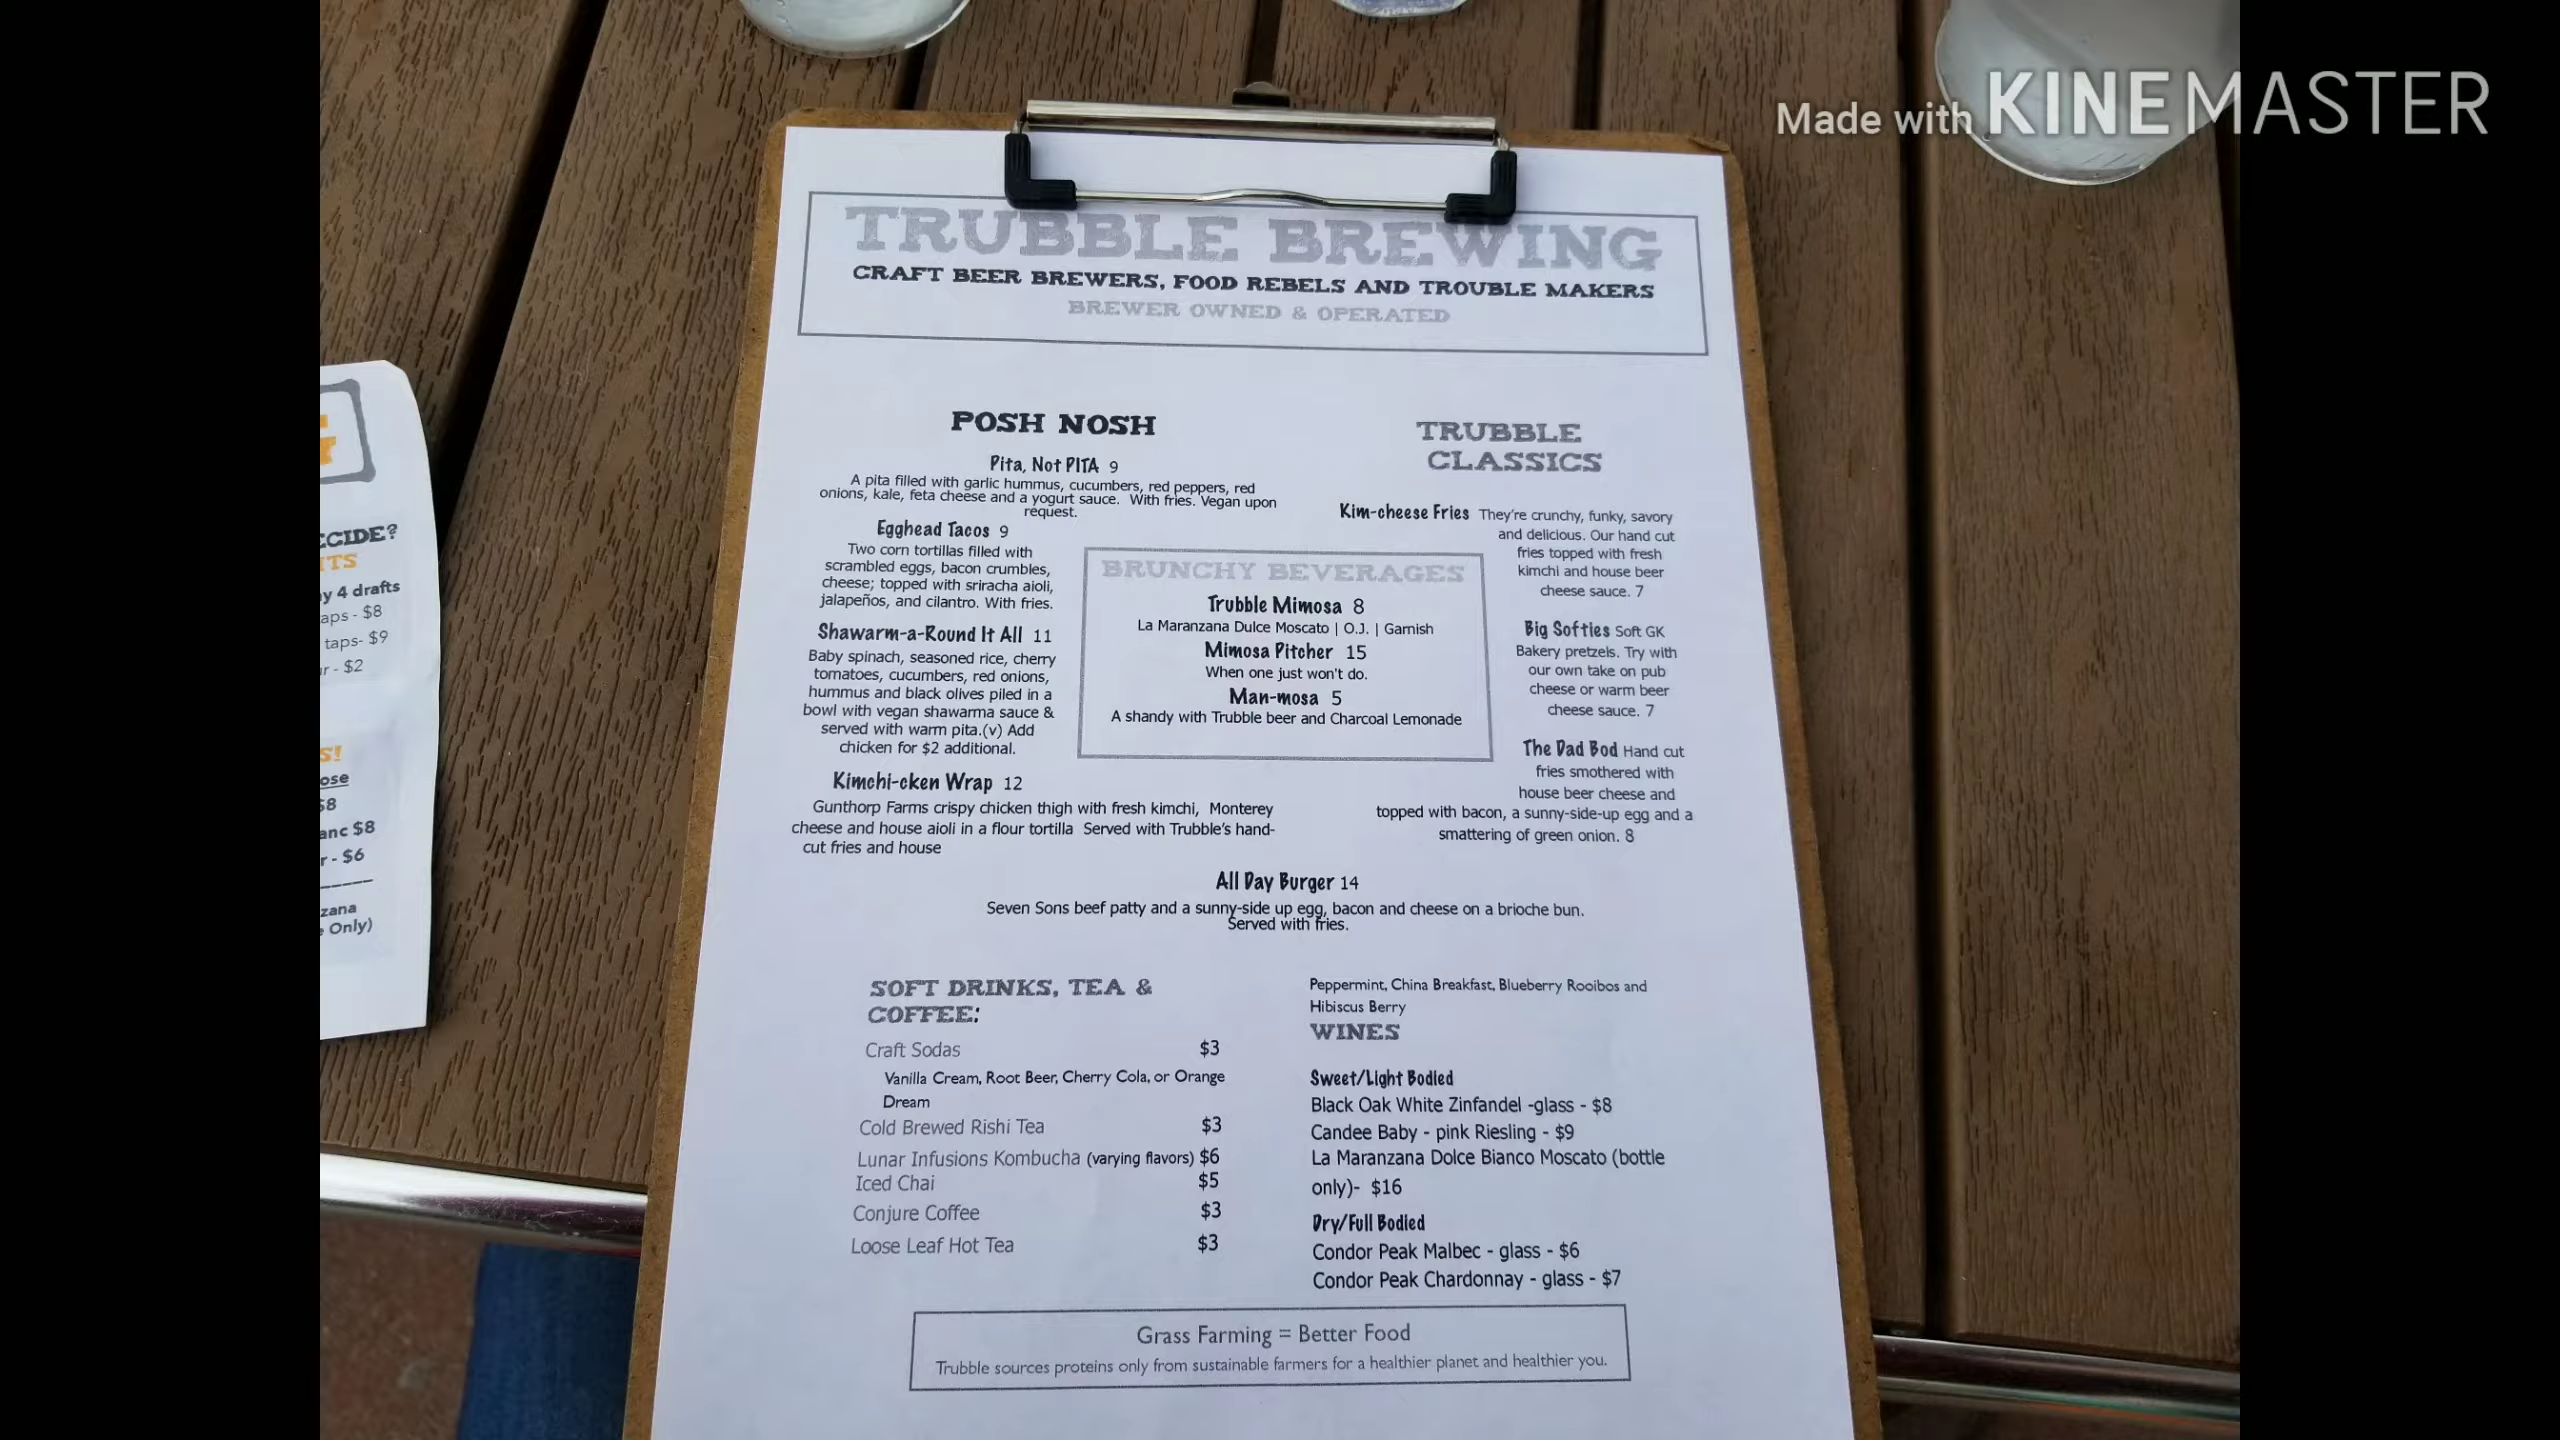 Made with KINEMASTER
TRUBBLE BREWING
CRAFT BEER BREWERS, FOOD REBELS AND TROUBLE MAKERS
BREWER OWNED & OPERATED
POSH NOSH
Pita, Not PITA 9
A pita filled with garlic hummus, cucumbers, red peppers, red
onions, kale, feta cheese and a yogurt sauce. With fries. Vegan upon
request.
Egghead Tacos 9
Two corn tortillas filled with
scrambled eggs, bacon crumbles,
cheese; topped with sriracha aioli,
jalapeños, and cilantro. With fries.
Shawarm-a-Round It All 11
Baby spinach, seasoned rice, cherry
tomatoes, cucumbers, red onions,
hummus and black olives piled in a
bowl with vegan shawarma sauce &
served with warm pita.(v) Add
chicken for $2 additional.
Kimchi-cken Wrap 12
Gunthorp Farms crispy chicken thigh with fresh kimchi, Monterey
cheese and house aioli in a flour tortilla Served with Trubble's hand-
cut fries and house
BRUNCHY BEVERAGES
Trubble Mimosa 8
La Maranzana Dulce Moscato | O.J. | Garnish
Mimosa Pitcher 15
When one just won't do.
Man-mosa 5
A shandy with Trubble beer and Charcoal Lemonade
TRUBBLE
CLASSICS
Kim-cheese Fries They're crunchy, funky, savory
and delicious. Our hand cut
fries topped with fresh
kimchi and house beer
cheese sauce. 7
Big Softies Soft GK
Bakery pretzels. Try with
our own take on pub
cheese or warm beer
cheese sauce. 7
The Dad Bod Hand cut
fries smothered with
house beer cheese and
topped with bacon, a sunny-side-up egg and a
smattering of green onion. 8
All Day Burger 14
Seven Sons beef patty and a sunny-side up egg, bacon and cheese on a brioche bun.
Served with fries.
SOFT DRINKS, TEA &
COFFEE:
Craft Sodas $3
Vanilla Cream, Root Beer, Cherry Cola, or Orange
Dream
Cold Brewed Rishi Tea $3
Lunar Infusions Kombucha (varying flavors) $6
Iced Chai $5
Conjure Coffee $3
Loose Leaf Hot Tea $3
Peppermint, China Breakfast, Blueberry Rooibos and
Hibiscus Berry
WINES
Sweet/Light Bodied
Black Oak White Zinfandel -glass - $8
Candee Baby - pink Riesling - $9
La Maranzana Dolce Bianco Moscato (bottle
only)- $16
Dry/Full Bodied
Condor Peak Malbec - glass - $6
Condor Peak Chardonnay - glass - $7
Grass Farming = Better Food
Trubble sources proteins only from sustainable farmers for a healthier planet and healthier you.
ECIDE?
ITS
y 4 drafts
aps - $8
taps- $9
r - $2
S!
ose
$8
anc $8
r - $6
zana
Only)